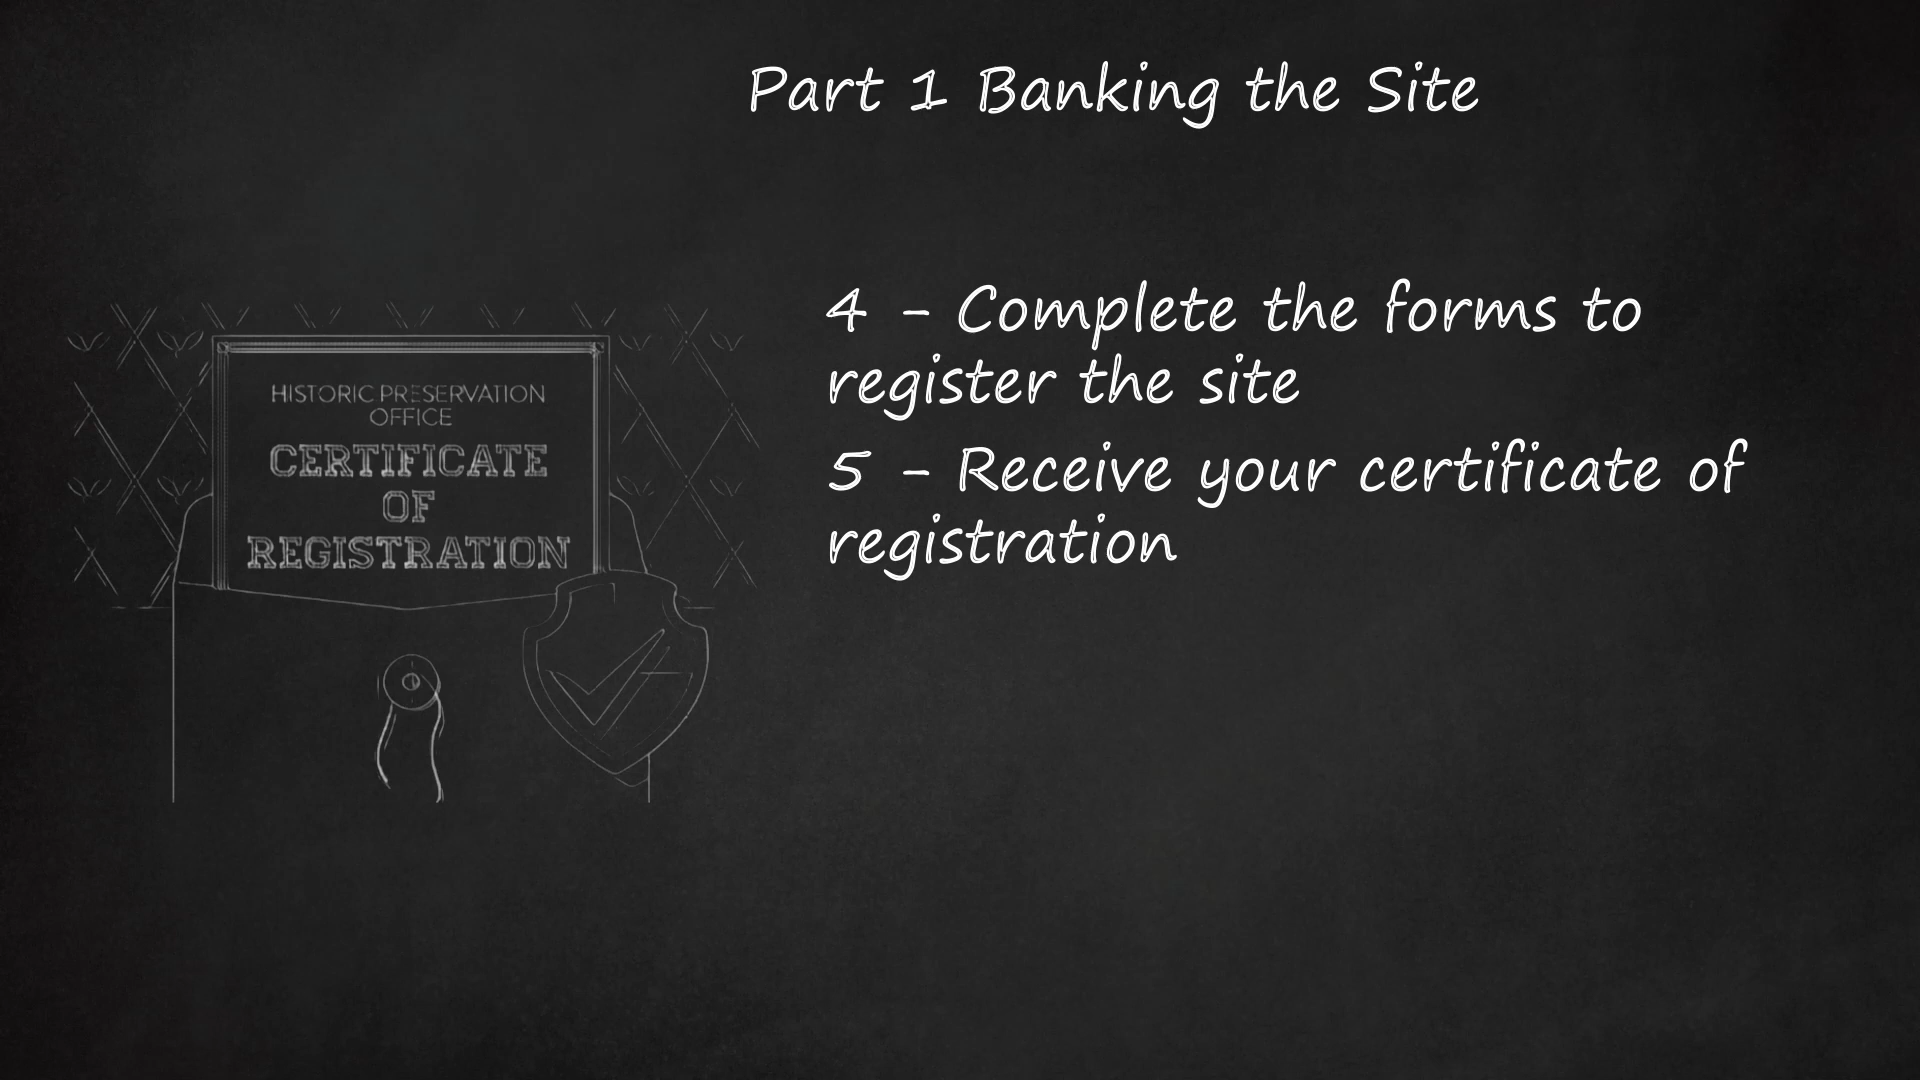 Part 1 Banking the Site
HISTORIC PRESERVATION
OFFICE
CERTIFICATE
OF
REGISTRATION
4 - Complete the forms to
register the site
5 - Receive your certificate of
registration